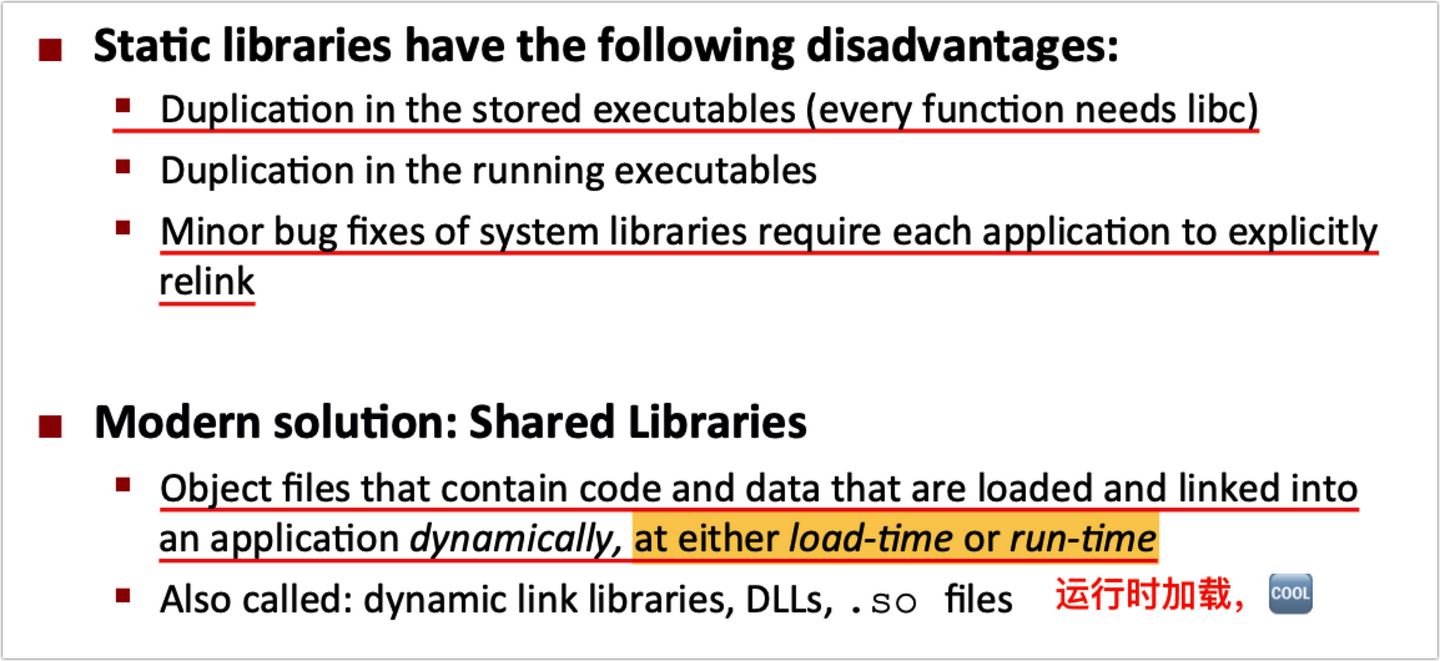 Static libraries have the following disadvantages:
Duplication in the stored executables (every function needs libc)
Duplication in the running executables
Minor bug fixes of system libraries require each application to explicitly
relink
Modern solution: Shared Libraries
Object files that contain code and data that are loaded and linked into
an application dynamically, at either load-time or run-time
Also called: dynamic link libraries, DLLs, .so files 运行时加载， COOL